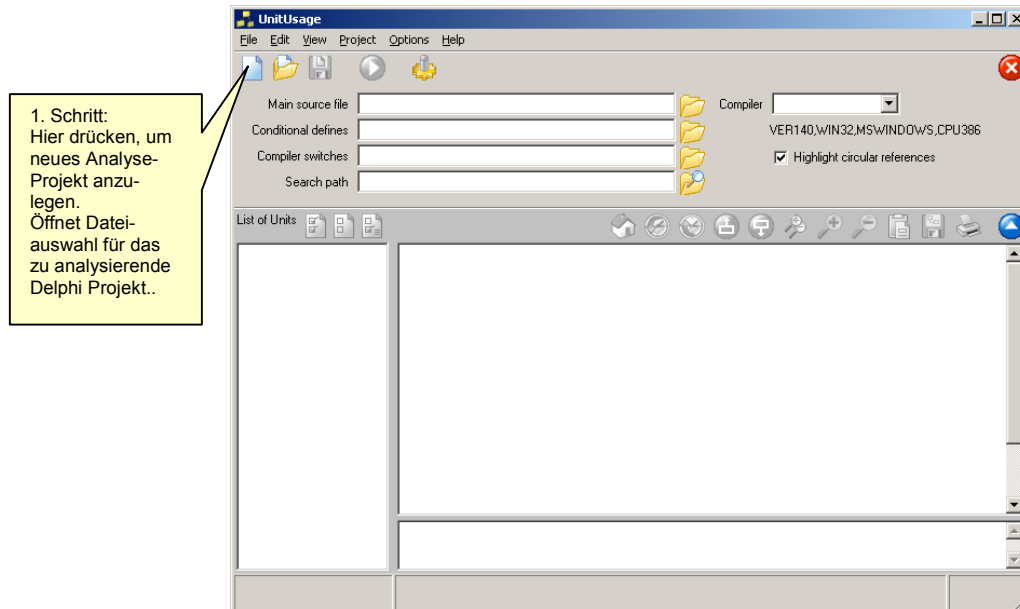 UnitUsage
File Edit View Project Options Help
1. Schritt:
Hier drücken, um
neues Analyse-
Projekt anzu-
legen.
Öffnet Datei-
auswahl für das
zu analysierende
Delphi Projekt..
Main source file
Compiler
Conditional defines
VER140,WIN32,MSWINDOWS,CPU386
Compiler switches
Highlight circular references
Search path
List of Units